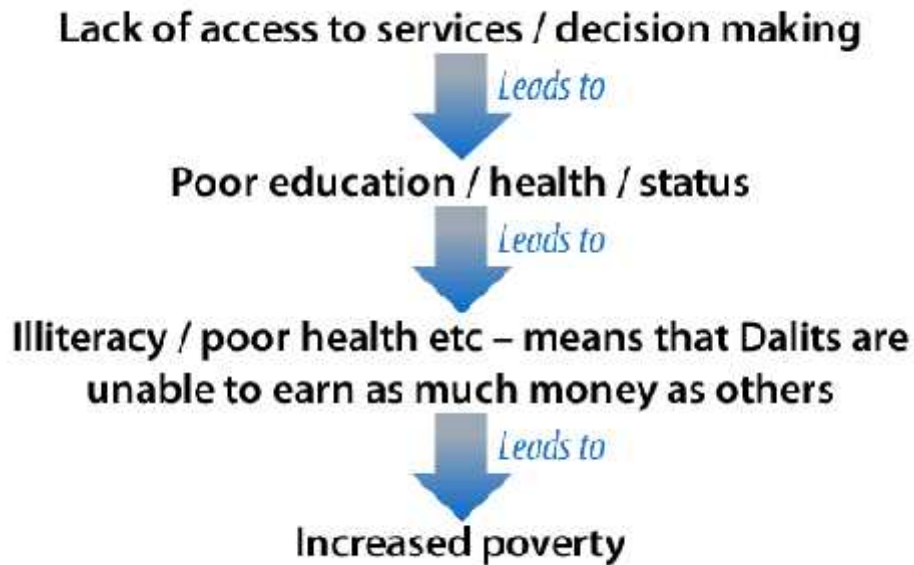 Lack of access to services / decision making
Leads to
Poor education / health / status
Leads to
Illiteracy / poor health etc – means that Dalits are
unable to earn as much money as others
Leads to
Increased poverty